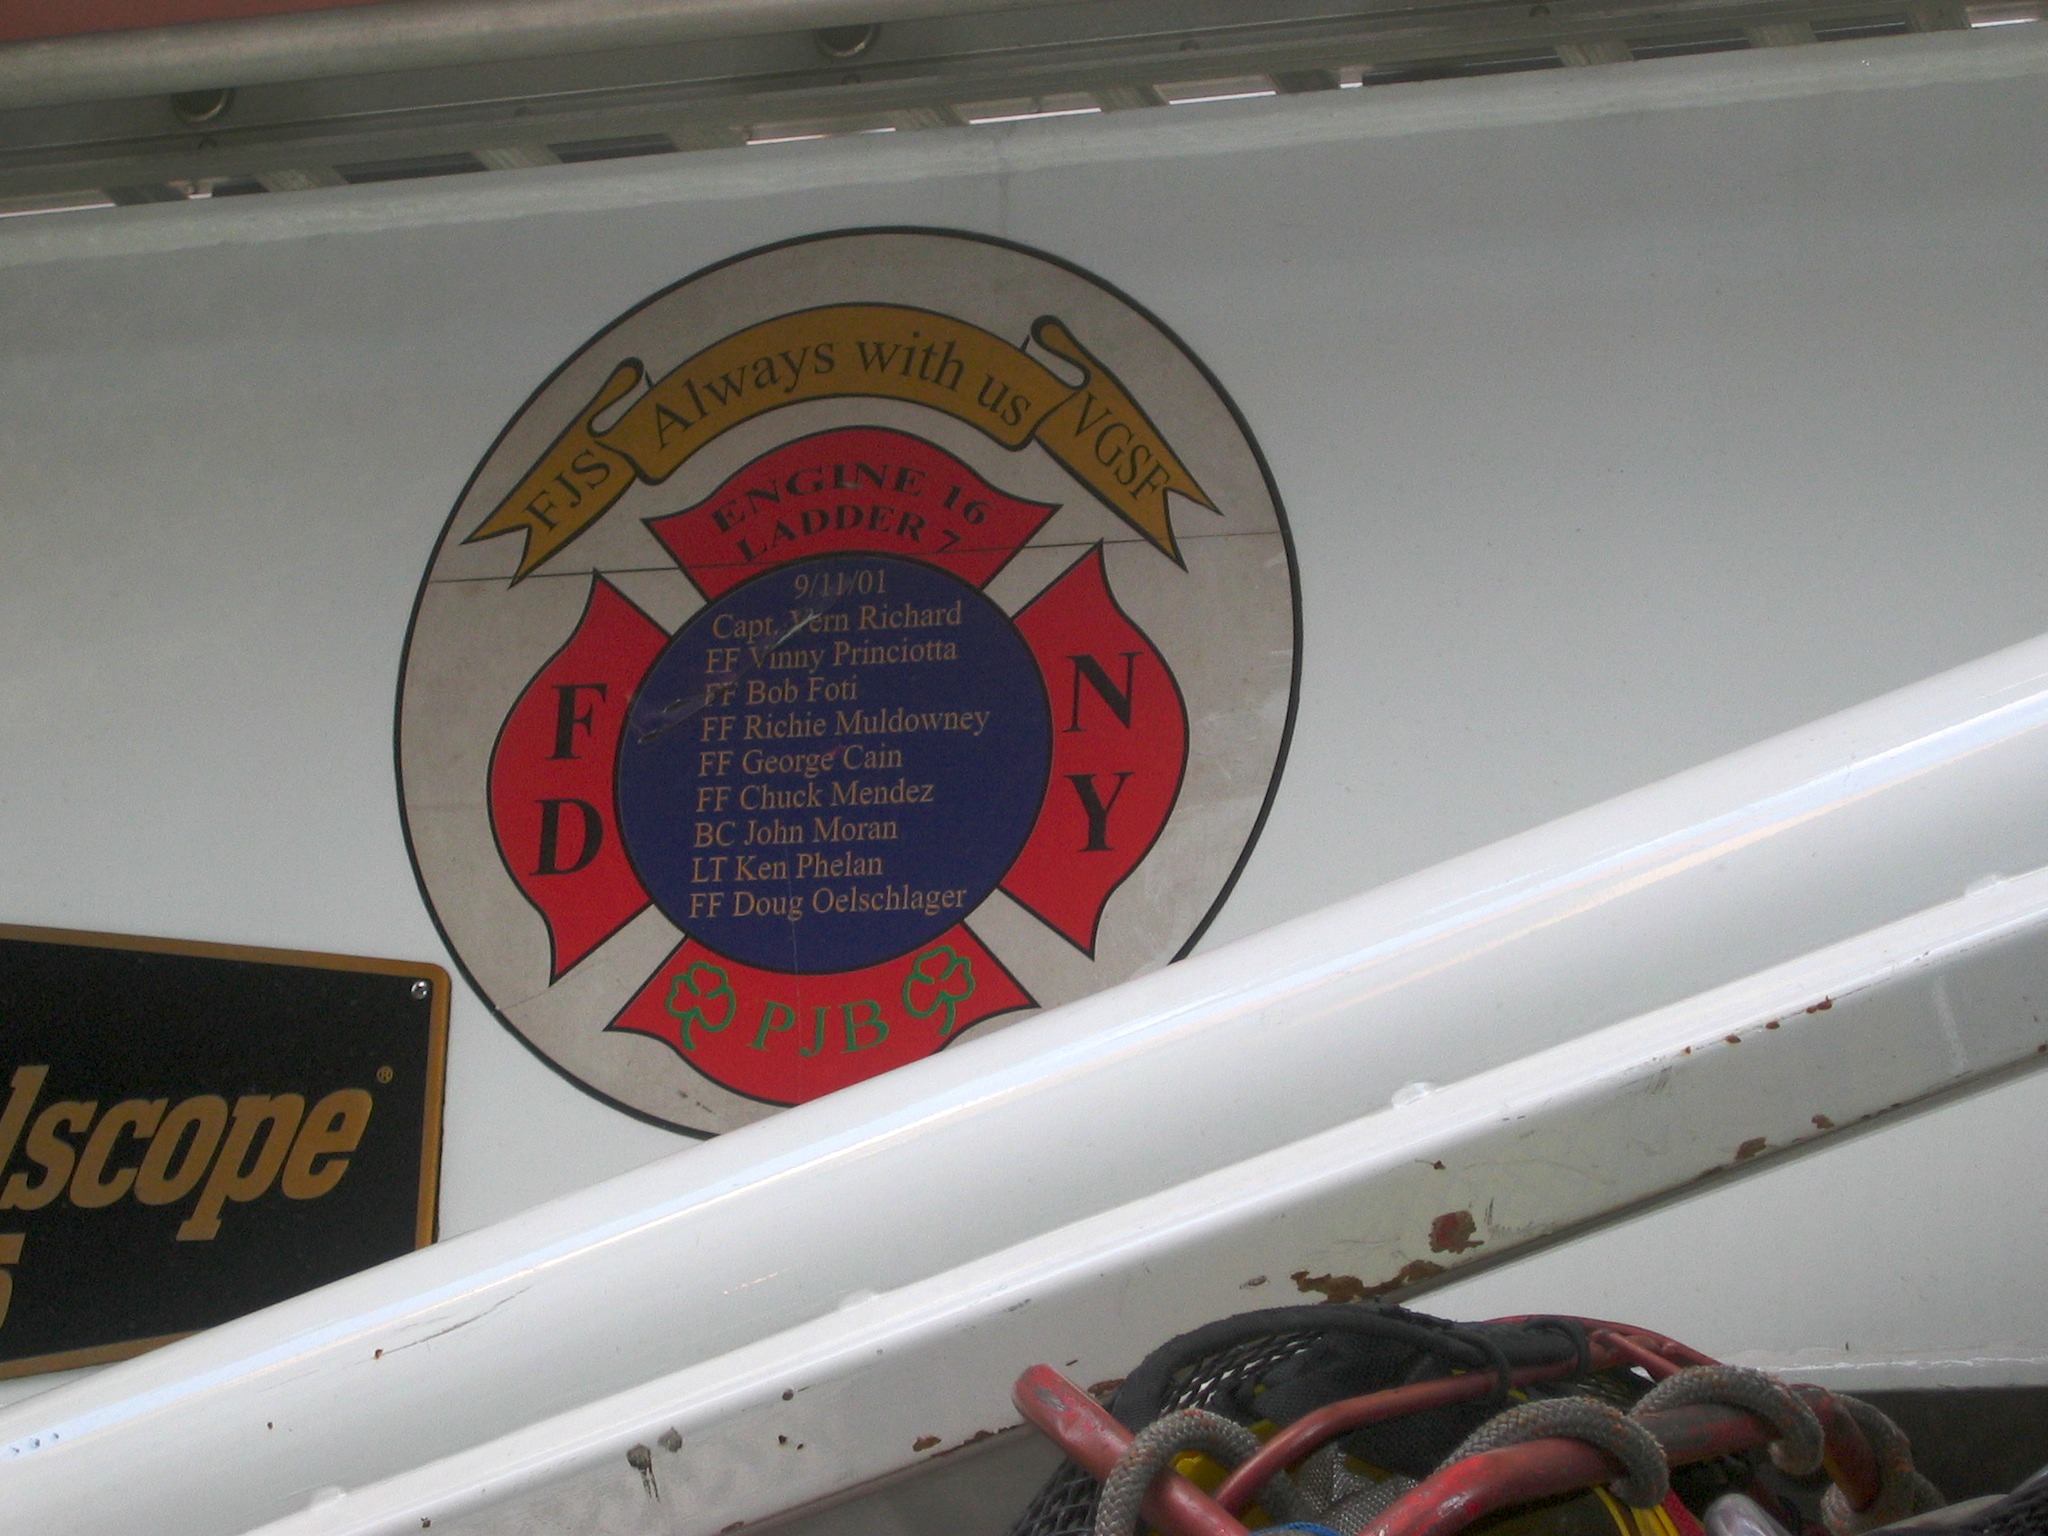 FJS Always with us VGSF
ENGINE 16
LADDER 7
9/11/01
Capt. Vern Richard
FF Vinny Princiotta
FF Bob Foti
FF Richie Muldowney
FF George Cain
FF Chuck Mendez
BC John Moran
LT Ken Phelan
FF Doug Oelschlager
F
D
N
Y
PJB
lscope®
5